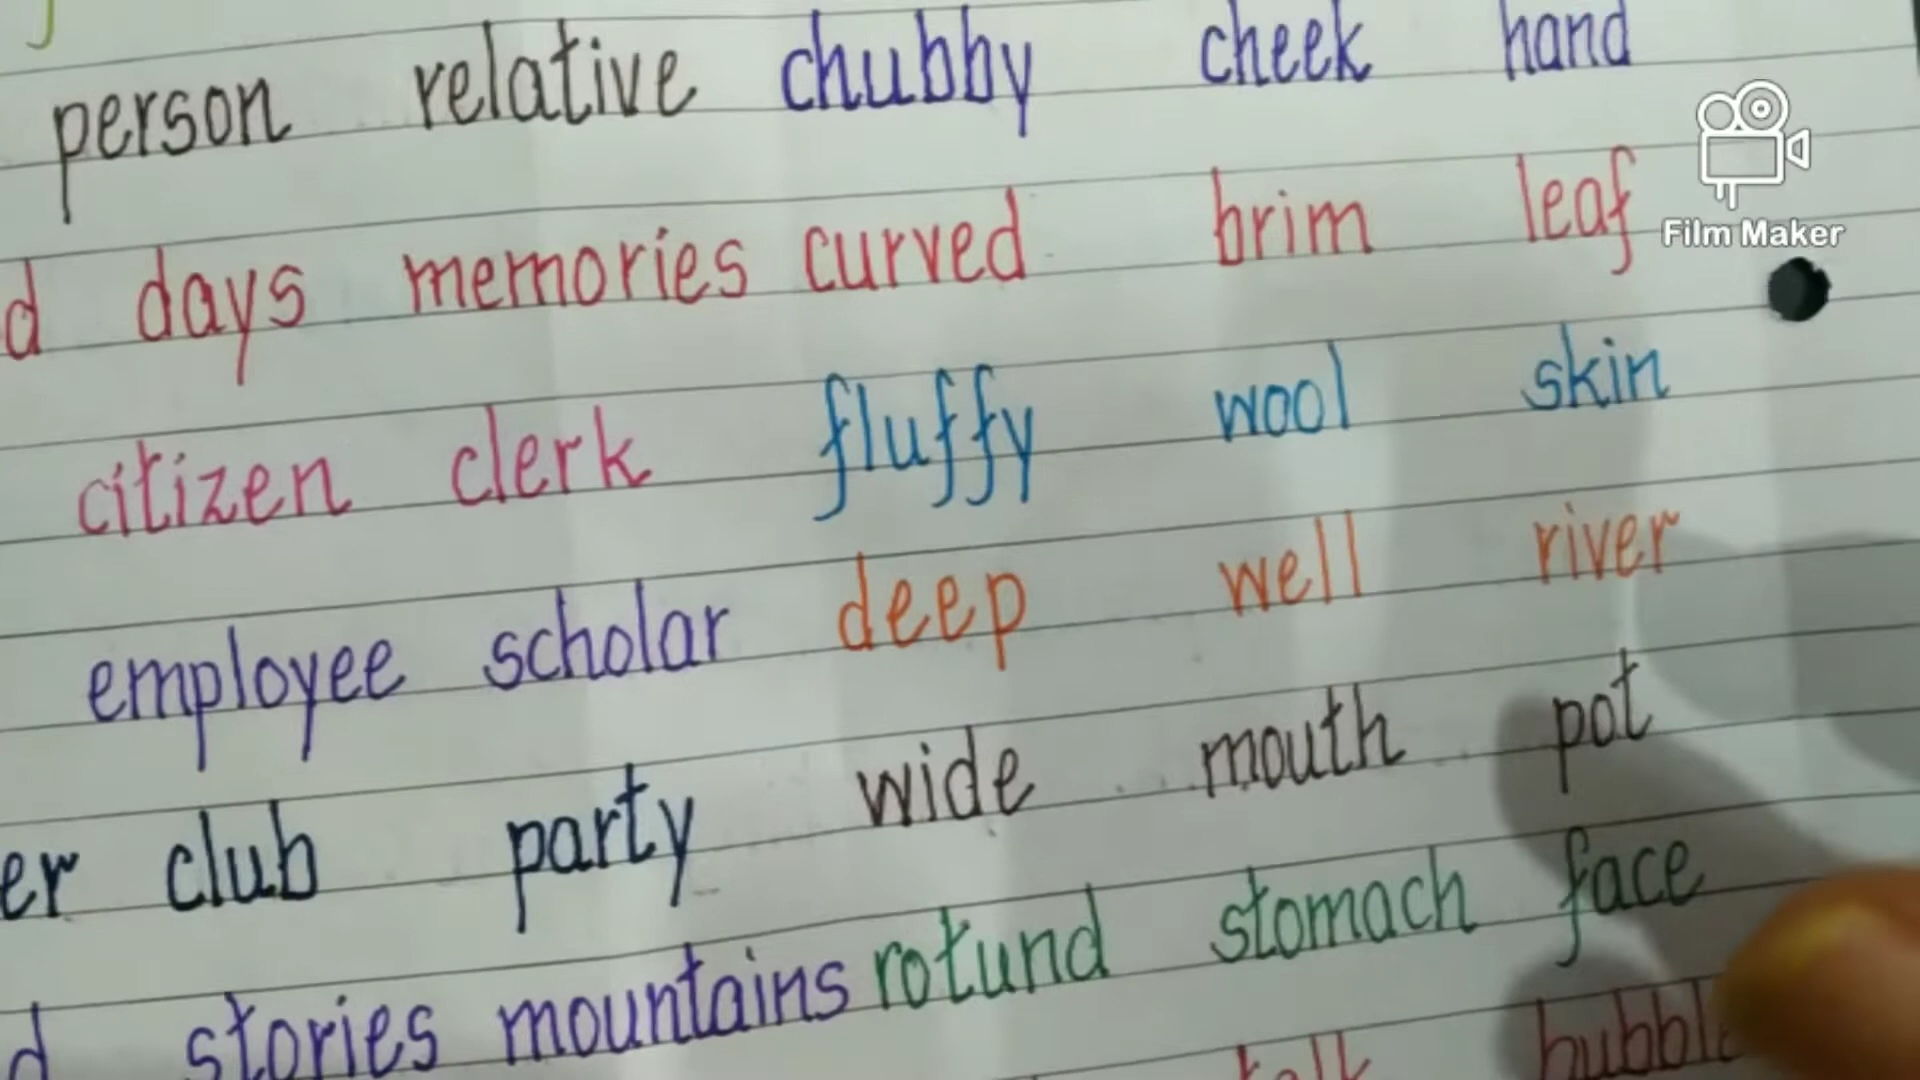 person relative chubby cheek hand
d days memories curved brim leaf
Film Maker
citizen clerk fluffy wool skin
employee scholar deep well river
er club party wide mouth pot
d stories mountains rotund stomach face